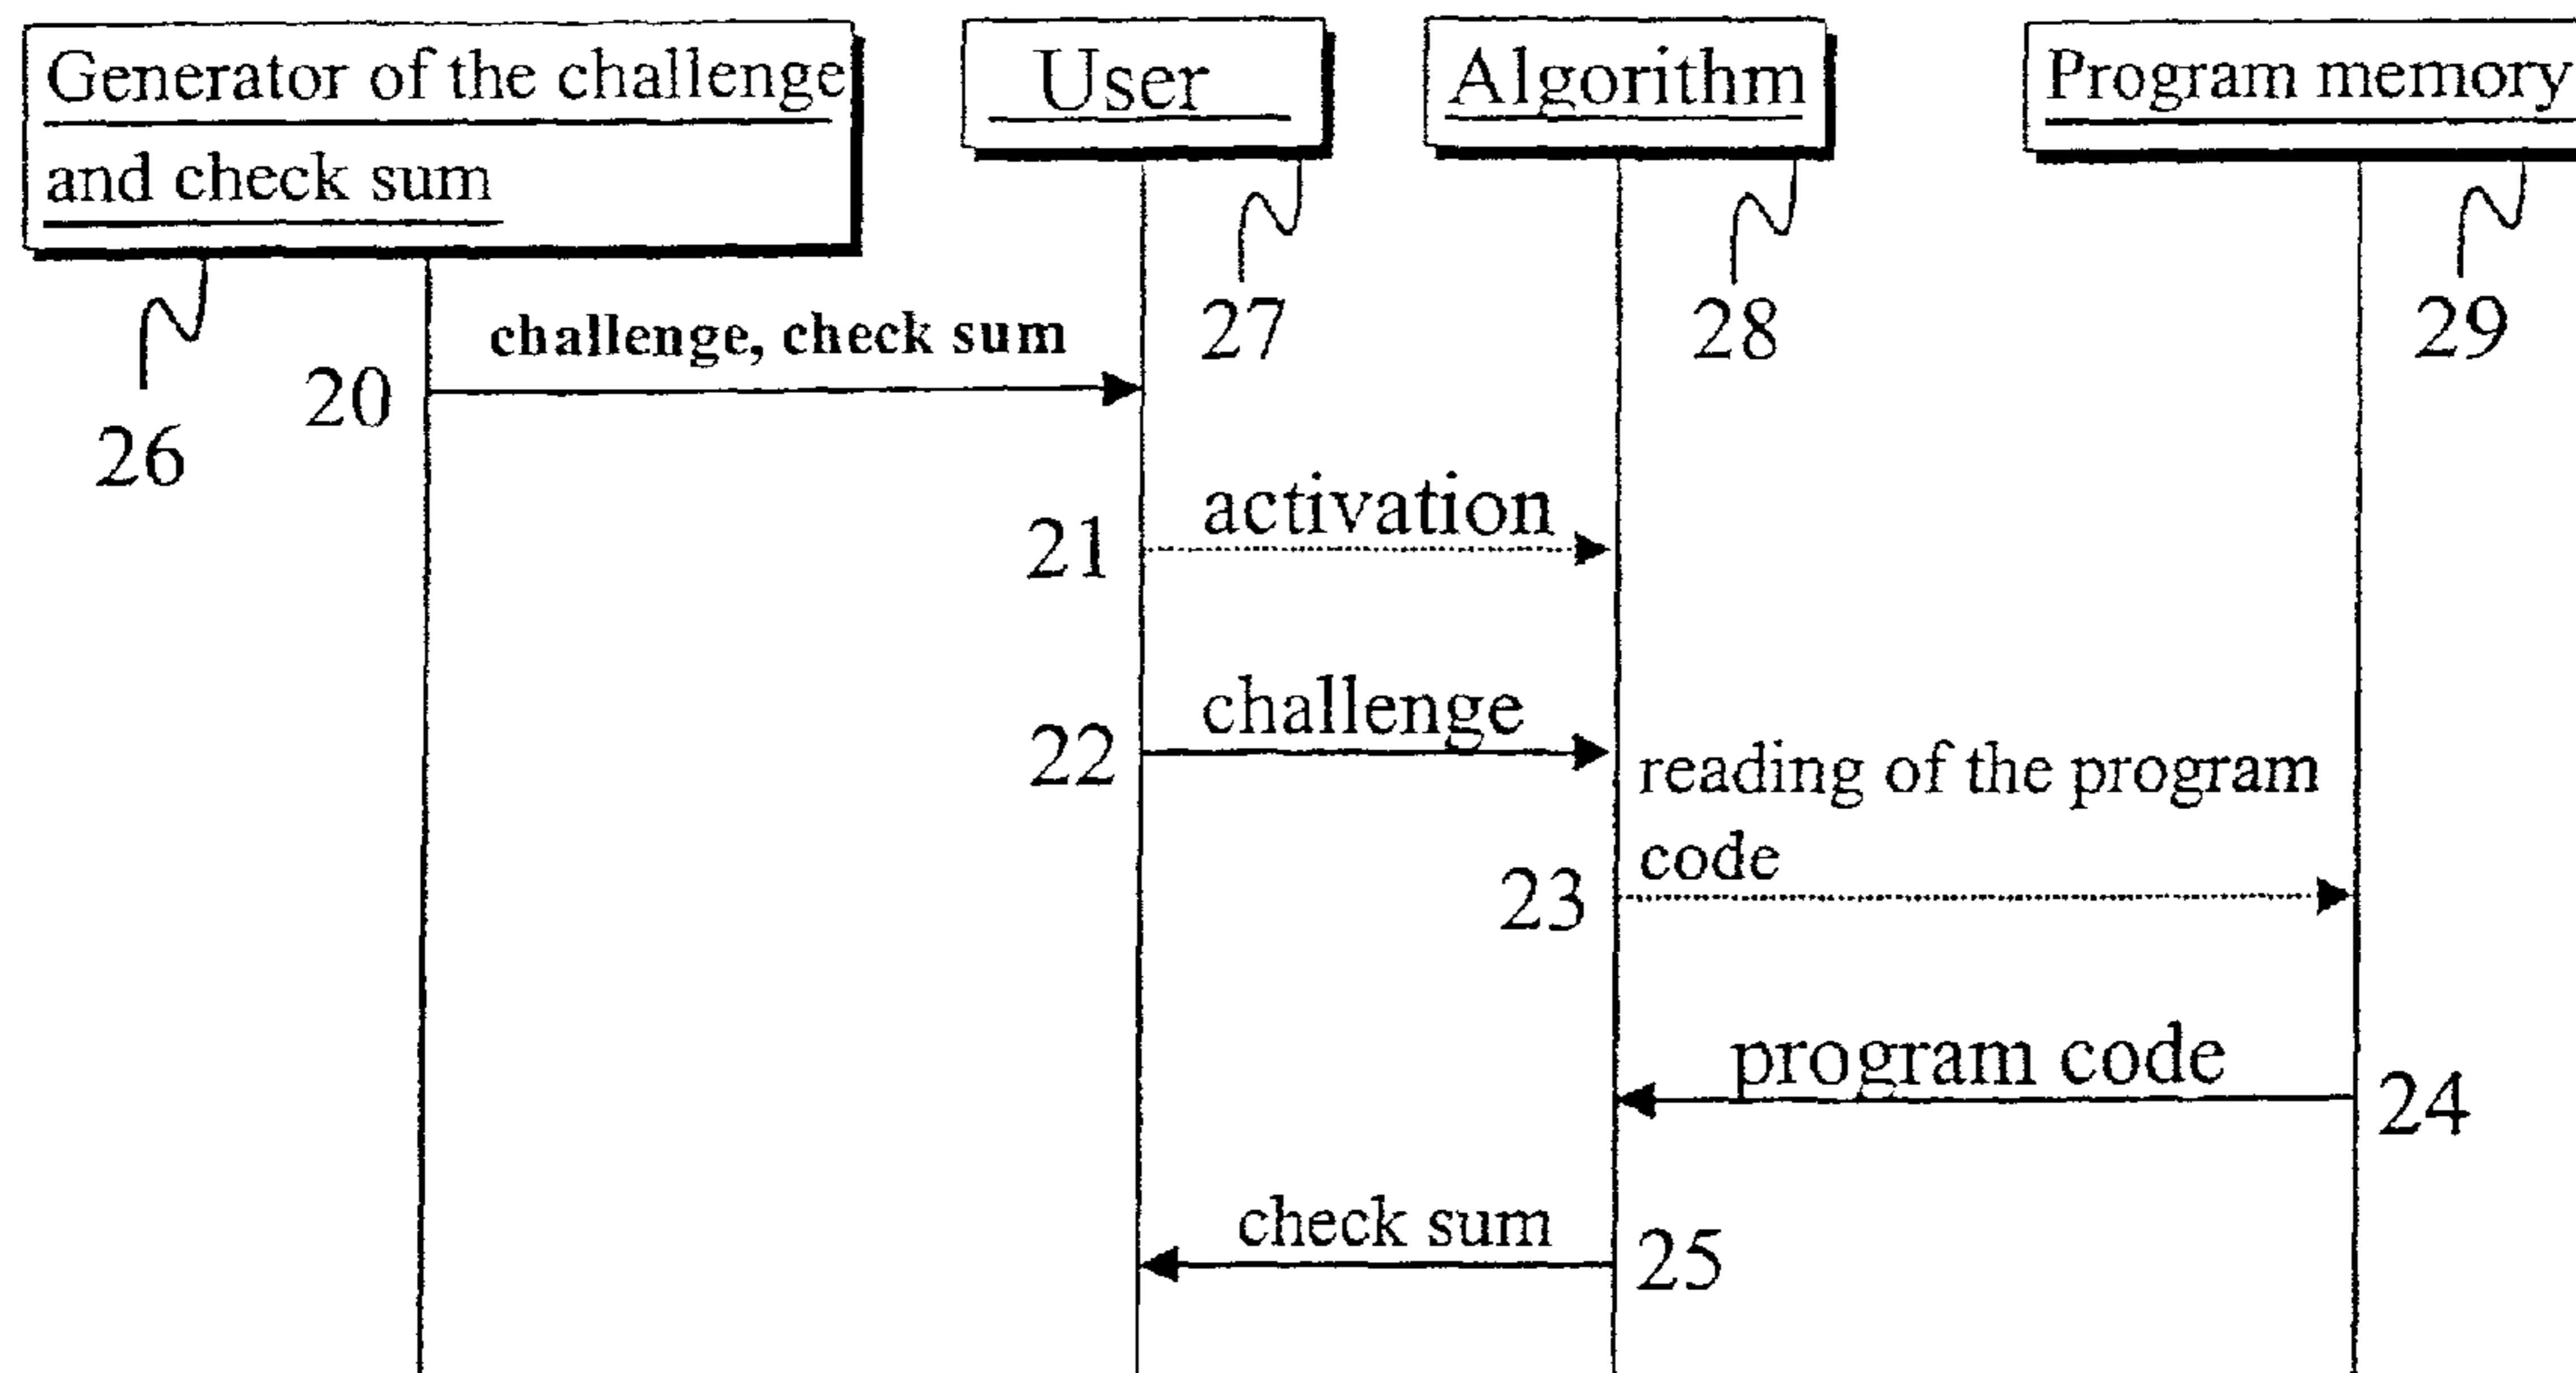 Generator of the challenge
and check sum
User
Algorithm
Program memory
26
27
28
29
challenge, check sum
20
activation
21
challenge
22
reading of the program
code
23
program code
24
check sum
25